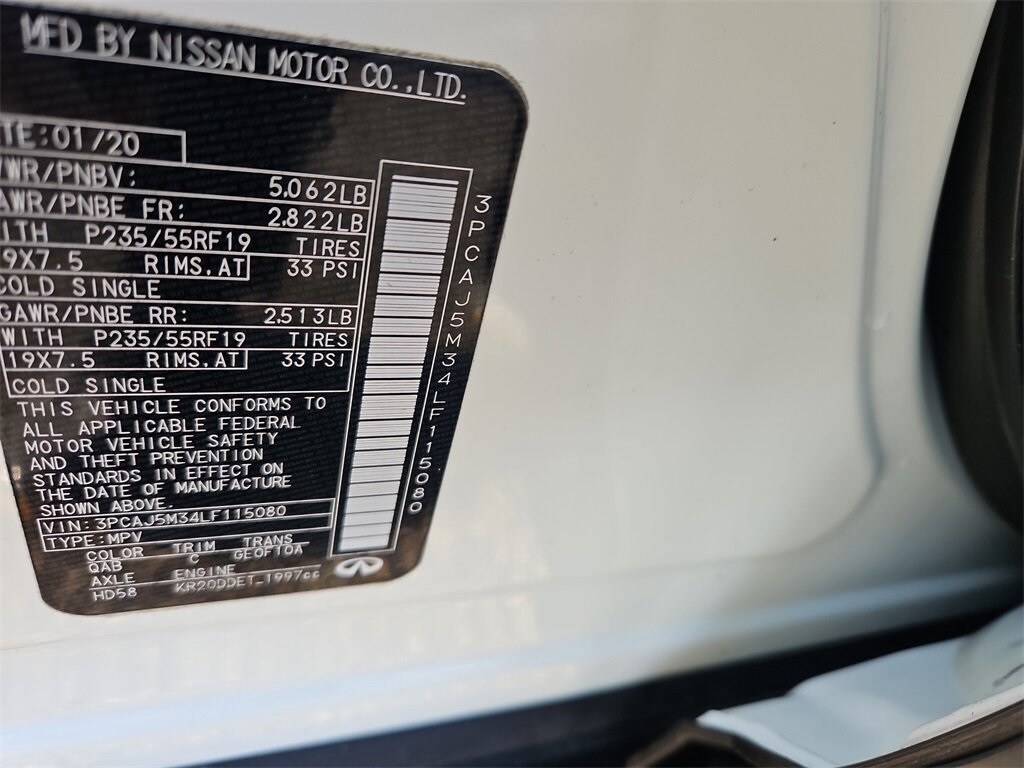 MFD BY NISSAN MOTOR CO.,LTD.
TE:01/20
VWR/PNBV: 5,062LB
AWR/PNBE FR: 2,822LB
ITH P235/55RF19 TIRES
19X7.5 RIMS,AT 33 PSI
COLD SINGLE
GAWR/PNBE RR: 2,513LB
WITH P235/55RF19 TIRES
19X7.5 RIMS,AT 33 PSI
COLD SINGLE
THIS VEHICLE CONFORMS TO
ALL APPLICABLE FEDERAL
MOTOR VEHICLE SAFETY
AND THEFT PREVENTION
STANDARDS IN EFFECT ON
THE DATE OF MANUFACTURE
SHOWN ABOVE.
VIN: 3PCAJ5M34LF115080
TYPE: MPV
COLOR TRIM TRANS
QAB C GE0F10A
AXLE ENGINE
HD58 KR20DDET-1997cc
3PCAJ5M34LF115080